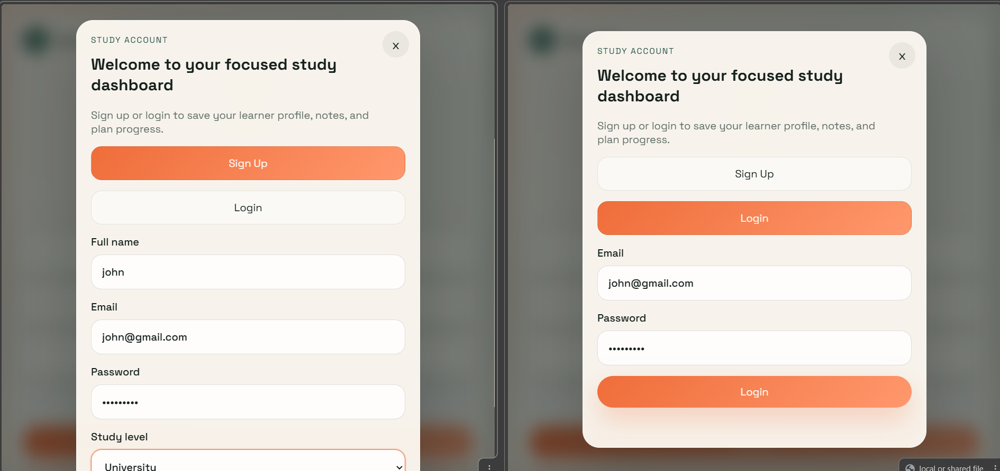 STUDY ACCOUNT
x
Welcome to your focused study
dashboard
Sign up or login to save your learner profile, notes, and
plan progress.
Sign Up
Login
Full name
john
Email
john@gmail.com
Password
•••••••••
Study level
University
STUDY ACCOUNT
x
Welcome to your focused study
dashboard
Sign up or login to save your learner profile, notes, and
plan progress.
Sign Up
Login
Email
john@gmail.com
Password
•••••••••
Login
local or shared file